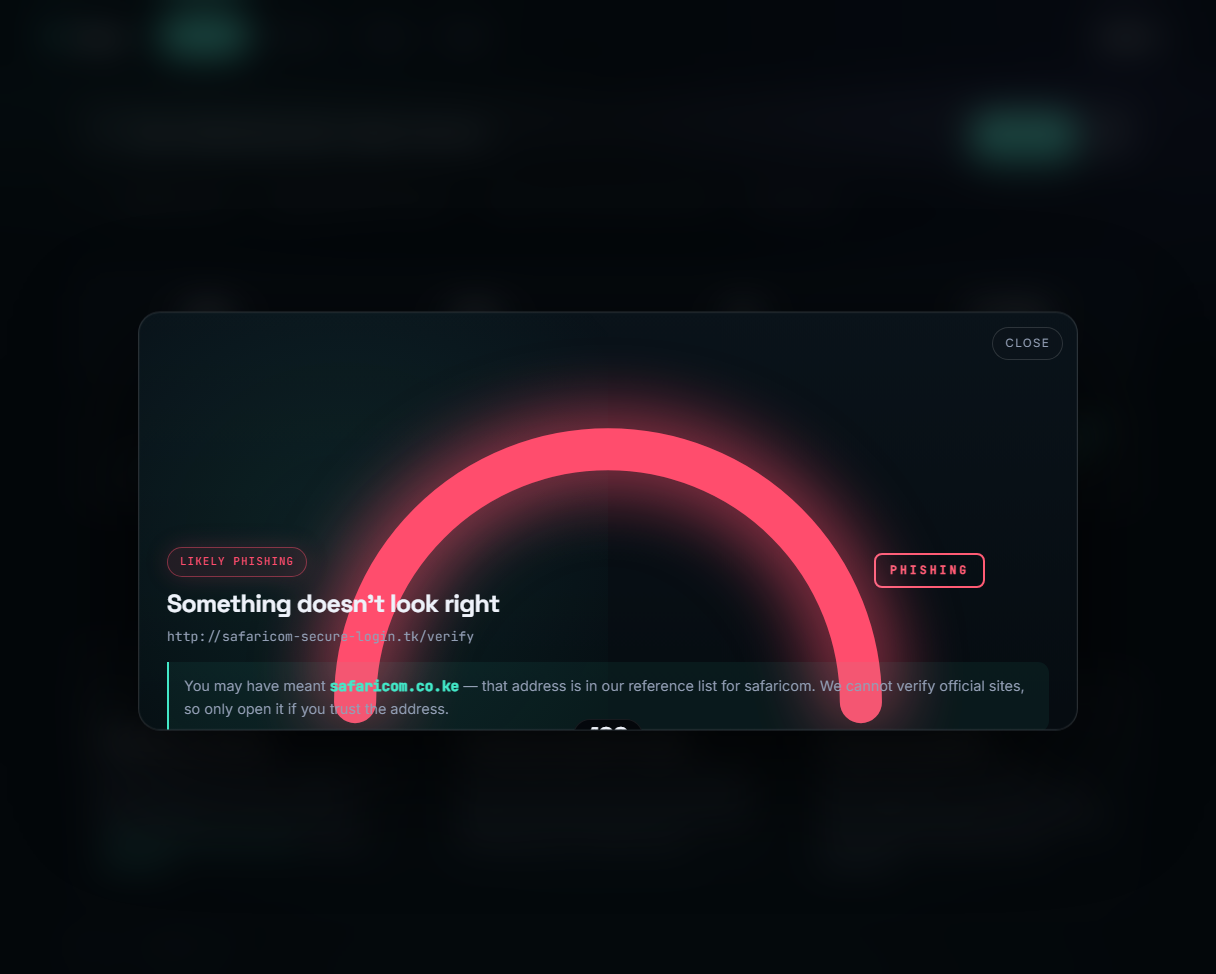 CLOSE
LIKELY PHISHING
PHISHING
Something doesn’t look right
http://safaricom-secure-login.tk/verify
You may have meant safaricom.co.ke — that address is in our reference list for safaricom. We cannot verify official sites,
so only open it if you trust the address.